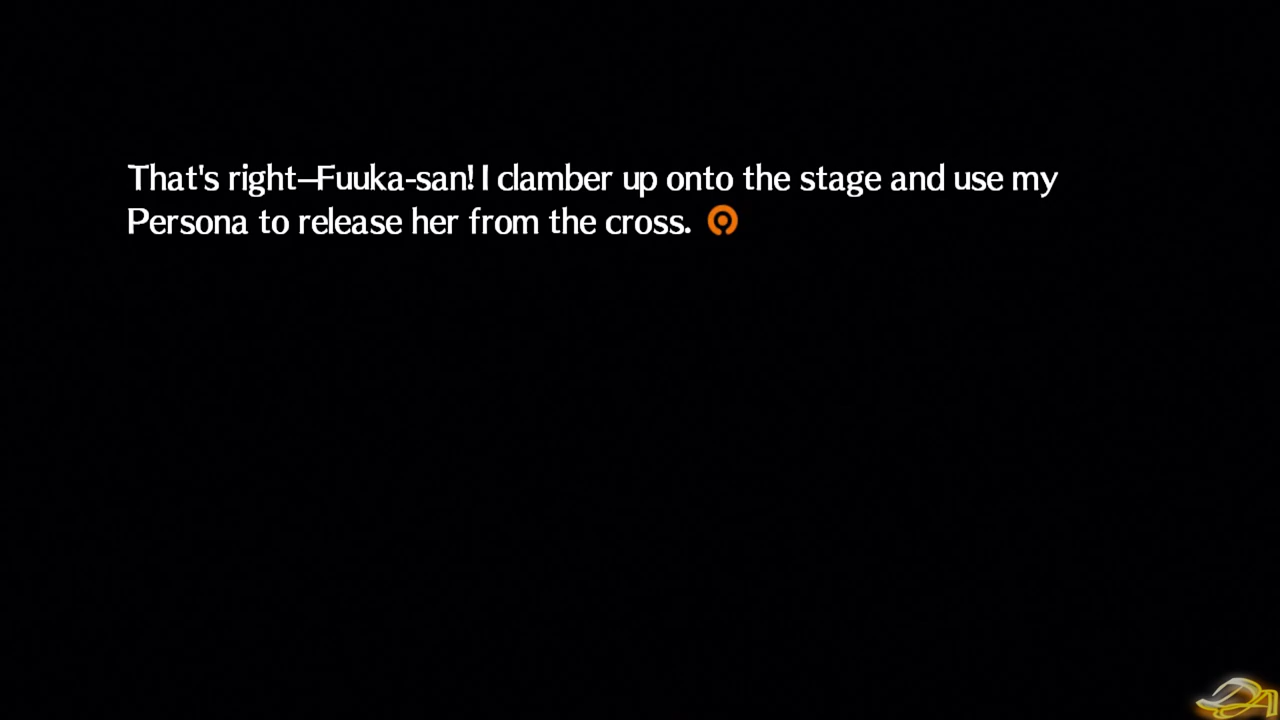 That's right—Fuuka-san! I clamber up onto the stage and use my
Persona to release her from the cross.